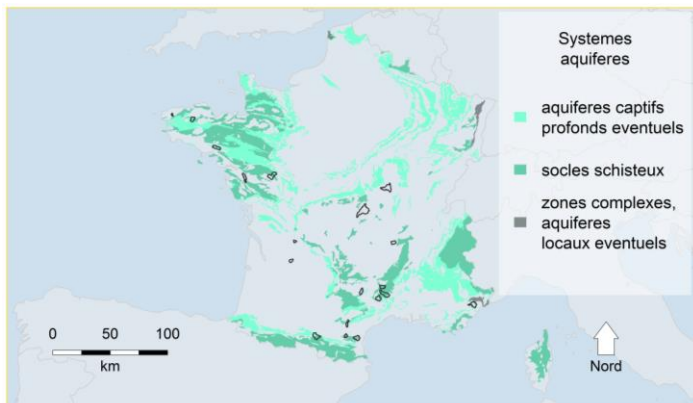 Systemes
aquiferes
aquiferes captifs
profonds eventuels
socles schisteux
zones complexes,
aquiferes
locaux eventuels
0 50 100
km
Nord